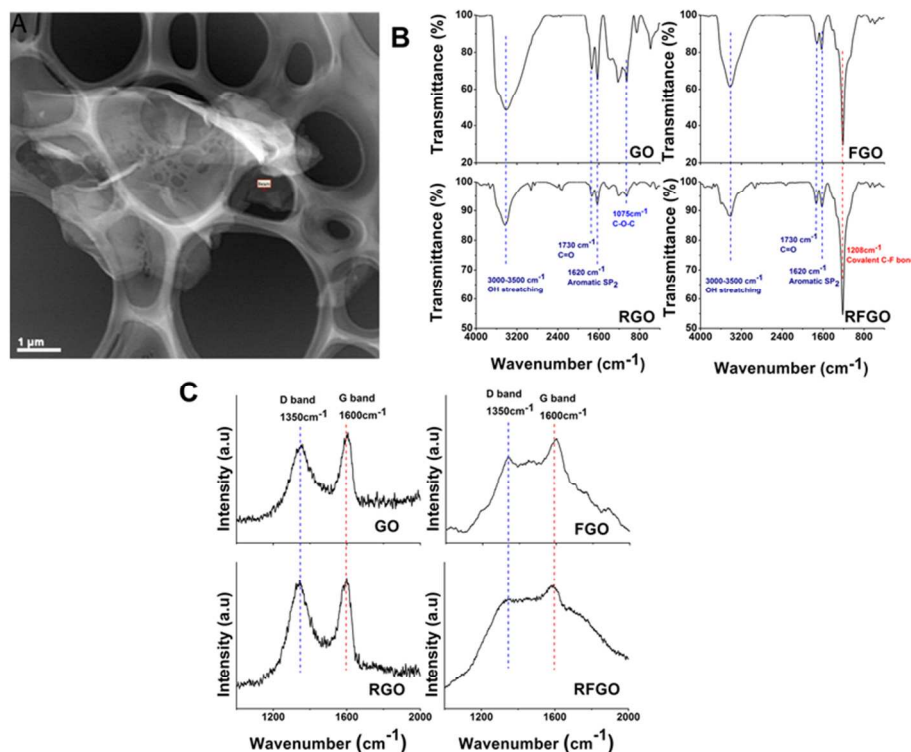 A
1 µm
B
Transmittance (%)
100
80
60
40
20
GO
Transmittance (%)
100
80
60
40
20
FGO
Transmittance (%)
100
90
80
70
60
50
3000-3500 cm-1
OH streatching
1730 cm-1
C=O
1620 cm-1
Aromatic SP2
1075cm-1
C-O-C
RGO
4000 3200 2400 1600 800
Wavenumber (cm-1)
Transmittance (%)
100
90
80
70
60
50
3000-3500 cm-1
OH streatching
1730 cm-1
C=O
1620 cm-1
Aromatic SP2
1208cm-1
Covalent C-F bon
RFGO
4000 3200 2400 1600 800
Wavenumber (cm-1)
C
Intensity (a.u)
D band
1350cm-1
G band
1600cm-1
GO
Intensity (a.u)
D band
1350cm-1
G band
1600cm-1
FGO
1200 1600 2000
Intensity (a.u)
RGO
1200 1600 2000
Wavenumber (cm-1)
Intensity (a.u)
RFGO
1200 1600 2000
Wavenumber (cm-1)